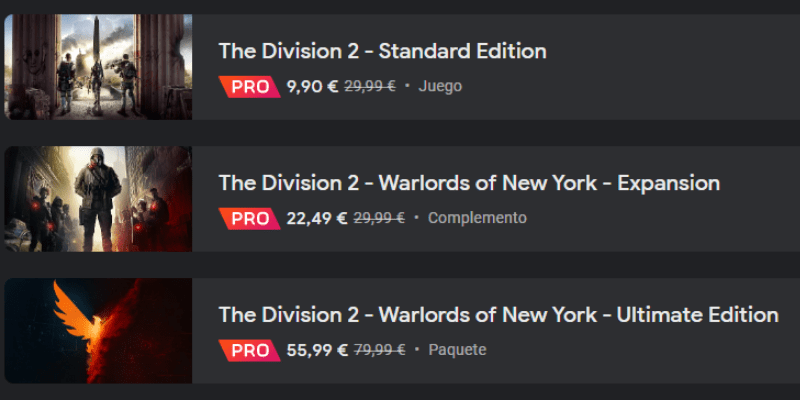 The Division 2 - Standard Edition
PRO 9,90 € 29,99 € • Juego
The Division 2 - Warlords of New York - Expansion
PRO 22,49 € 29,99 € • Complemento
The Division 2 - Warlords of New York - Ultimate Edition
PRO 55,99 € 79,99 € • Paquete